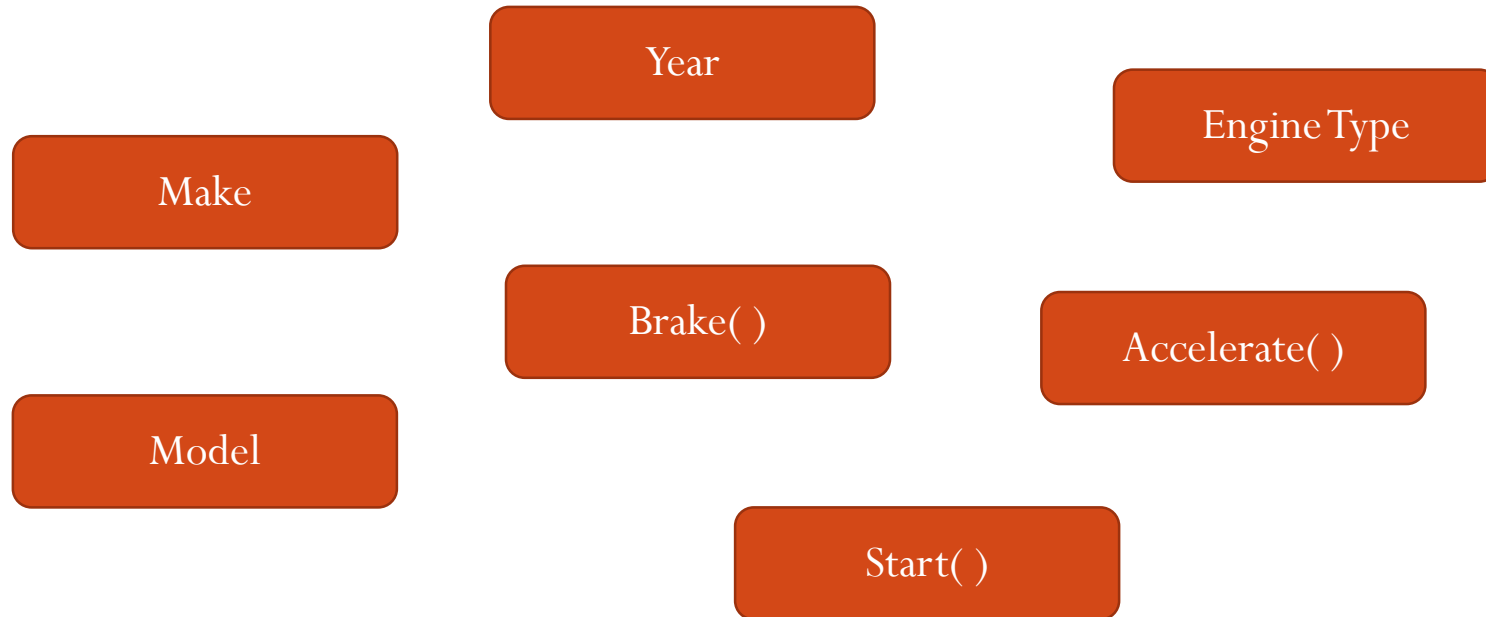 Year
Engine Type
Make
Brake( )
Accelerate( )
Model
Start( )